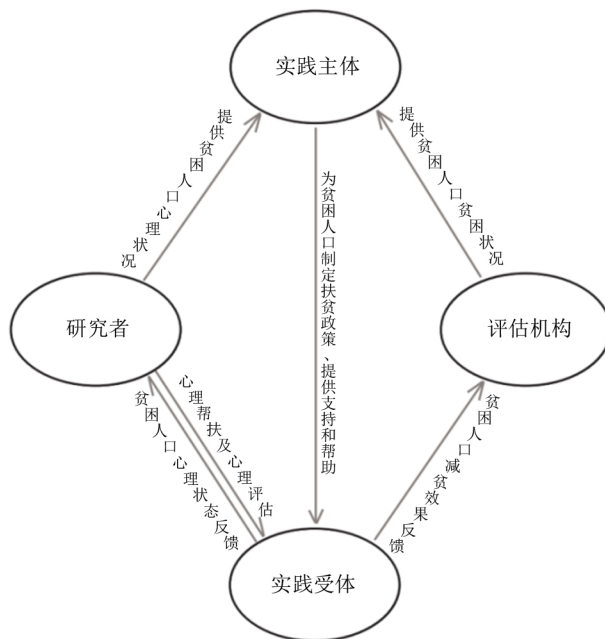 实践主体
提供贫困人口心理状况
提供贫困人口贫困状况
为贫困人口制定扶贫政策、提供支持和帮助
研究者
评估机构
心理帮扶及心理评估
贫困人口心理状态反馈
贫困人口减贫效果反馈
实践受体